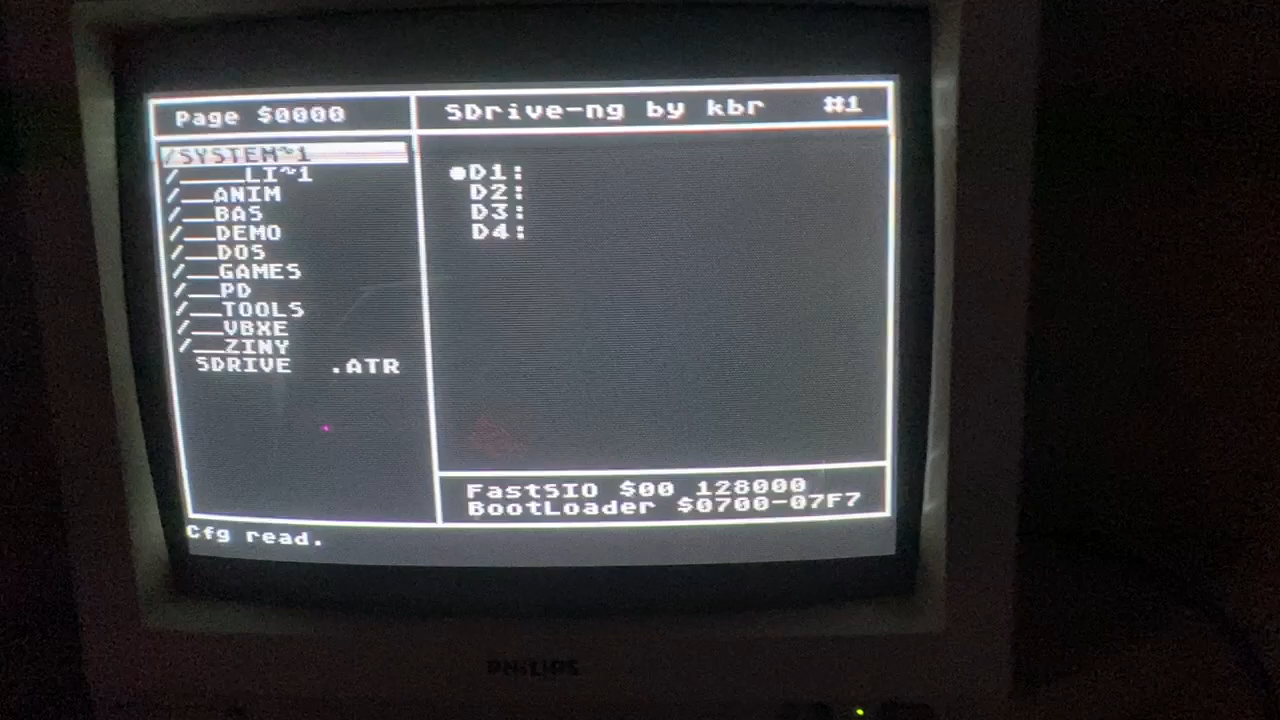 Page $0000
SDrive-ng by kbr #1
/SYSTEM~1
/____LI~1
/__ANIM
/__BAS
/__DEMO
/__DOS
/__GAMES
/__PD
/__TOOLS
/__VBXE
/__ZINY
SDRIVE .ATR
D1:
D2:
D3:
D4:
FastSIO $00 128000
BootLoader $0700-07F7
Cfg read.
PHILIPS